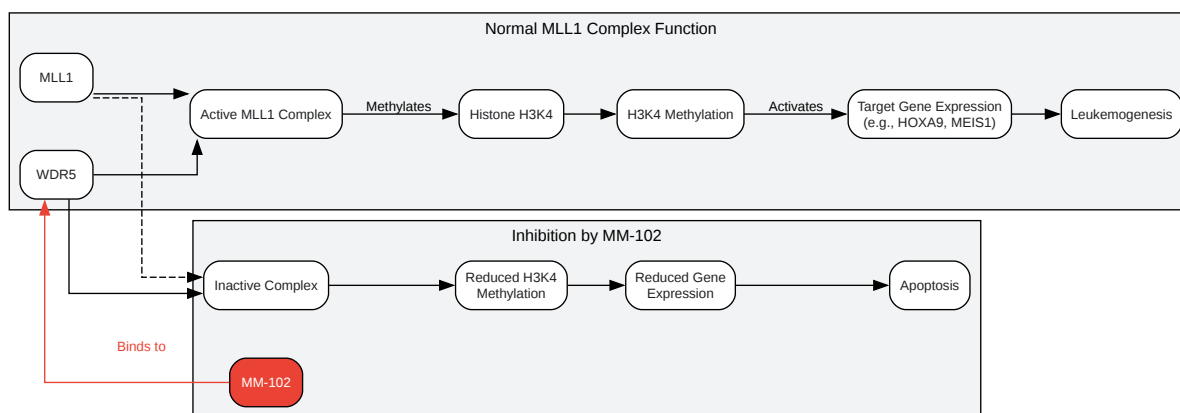 Normal MLL1 Complex Function
MLL1
Active MLL1 Complex
Methylates
Histone H3K4
H3K4 Methylation
Activates
Target Gene Expression
(e.g., HOXA9, MEIS1)
Leukemogenesis
WDR5
Inhibition by MM-102
Inactive Complex
Reduced H3K4
Methylation
Reduced Gene
Expression
Apoptosis
Binds to
MM-102